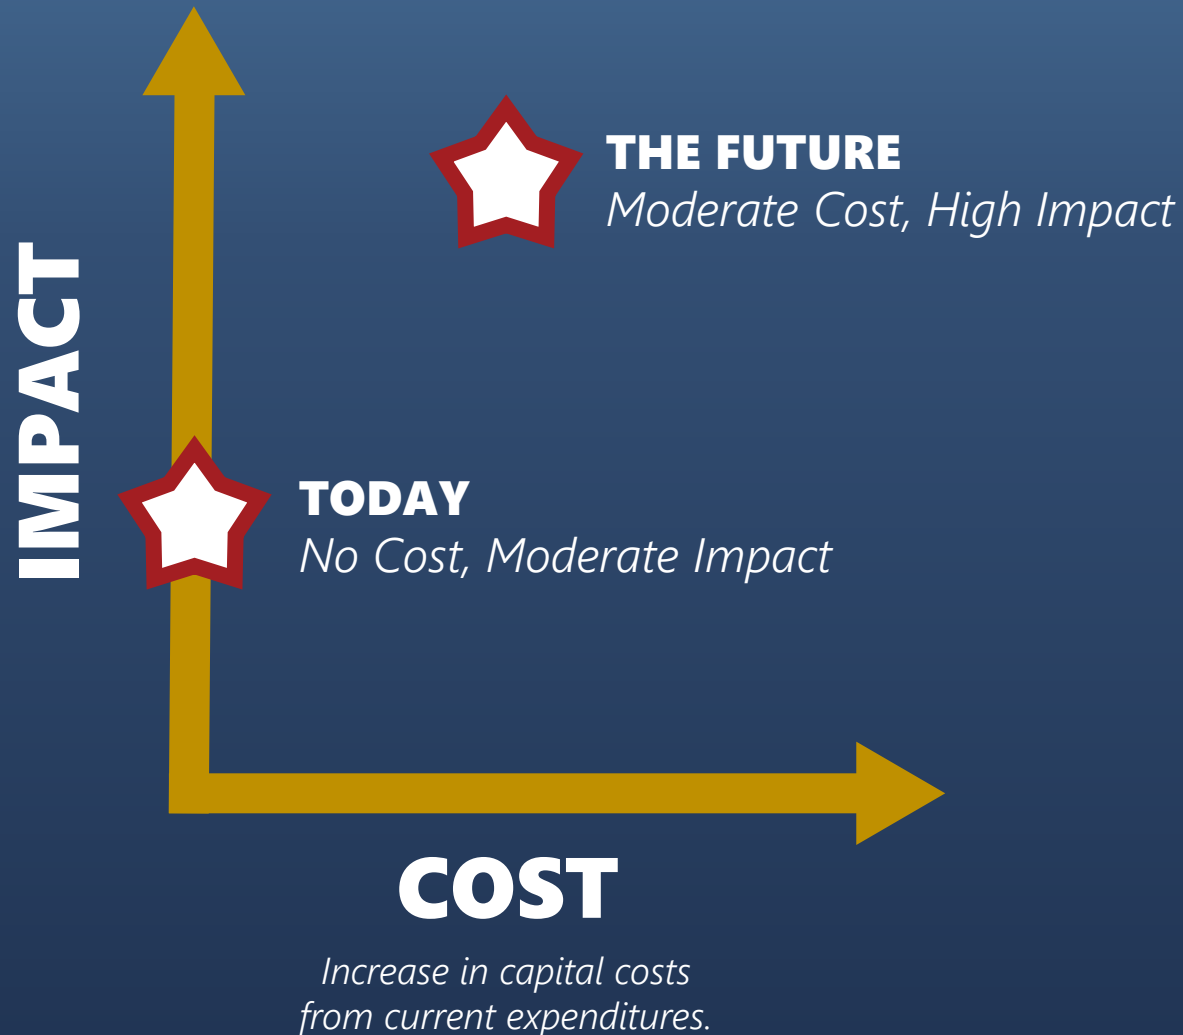 THE FUTURE
Moderate Cost, High Impact
IMPACT
TODAY
No Cost, Moderate Impact
COST
Increase in capital costs
from current expenditures.